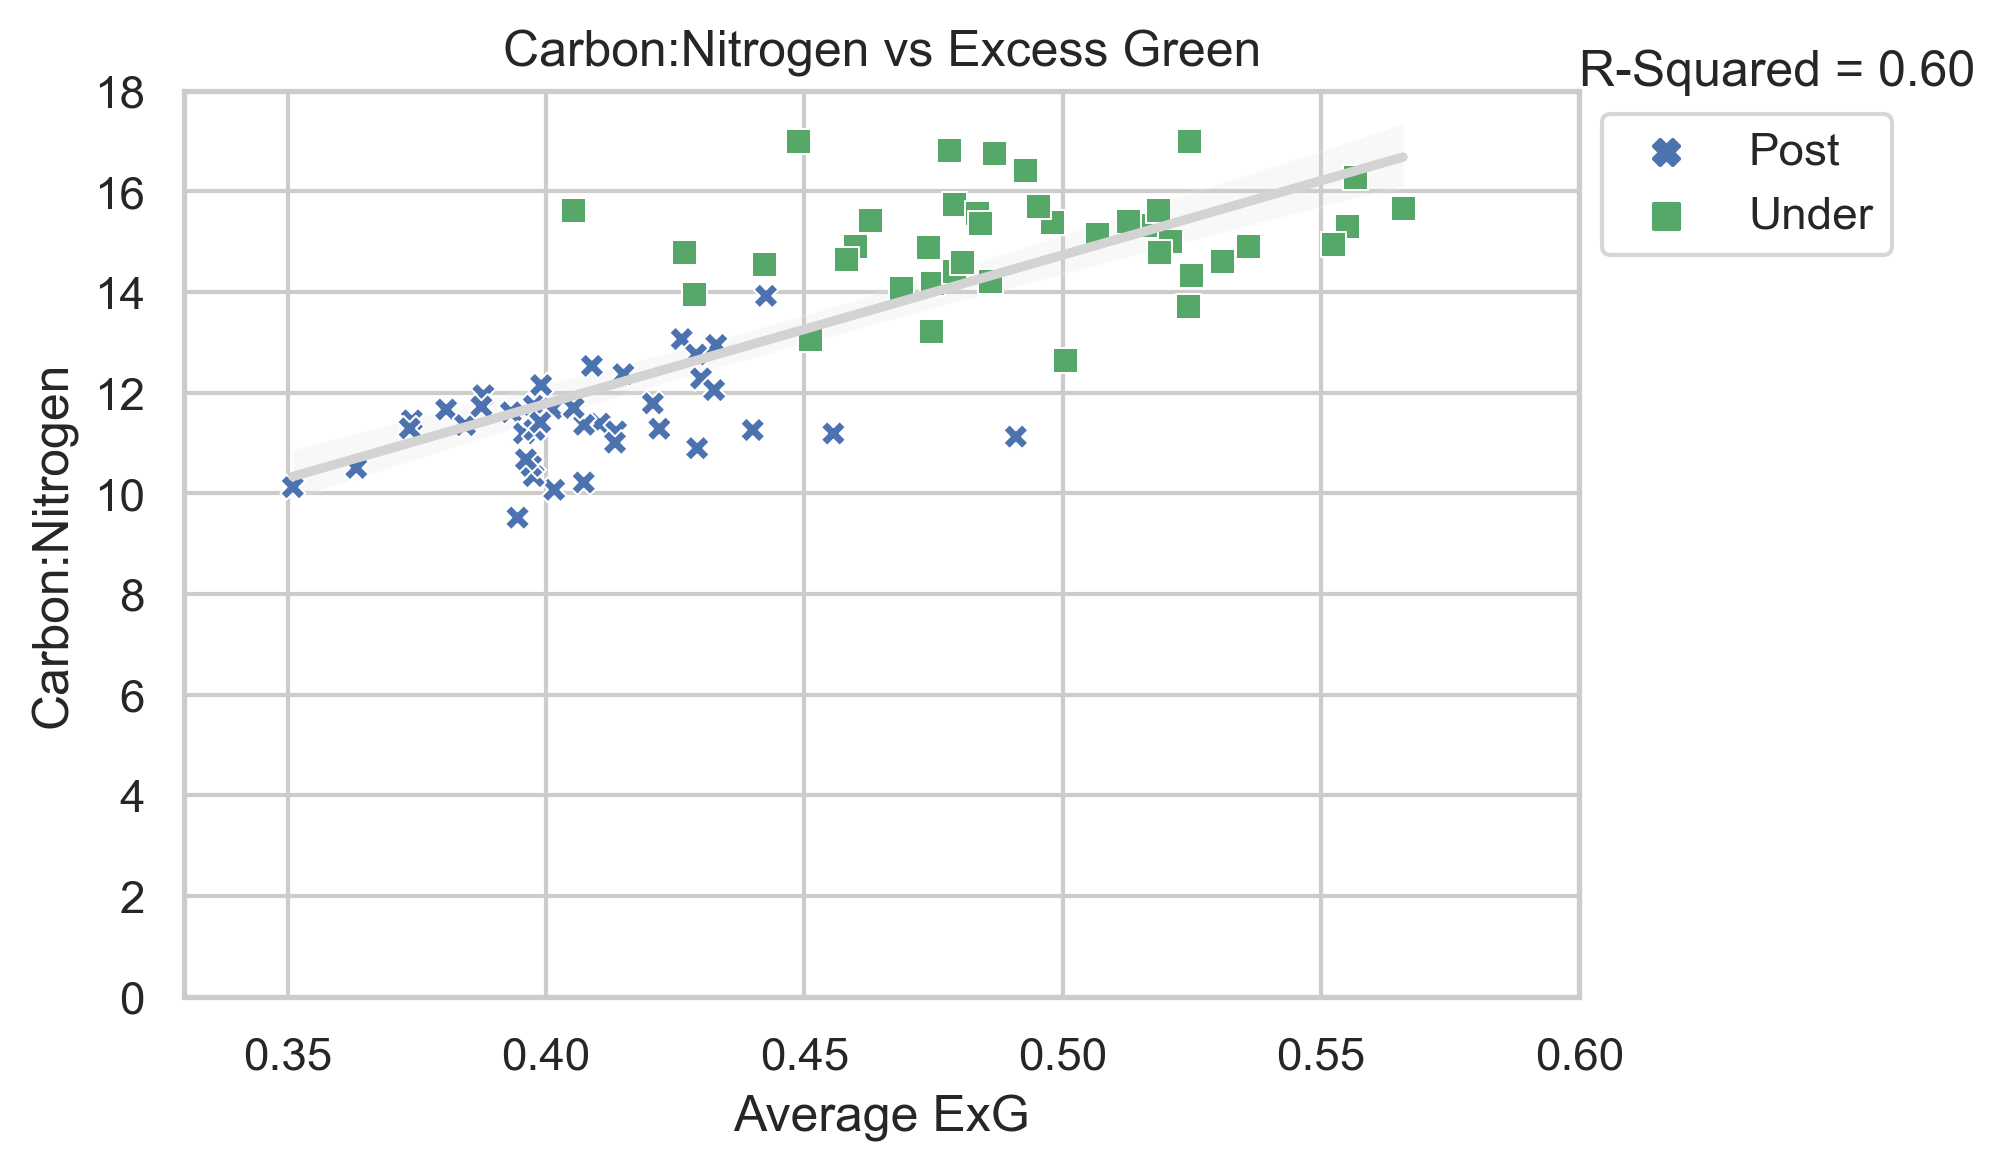 Carbon:Nitrogen vs Excess Green
R-Squared = 0.60
Post
Under
Carbon:Nitrogen
18
16
14
12
10
8
6
4
2
0
0.35 0.40 0.45 0.50 0.55 0.60
Average ExG